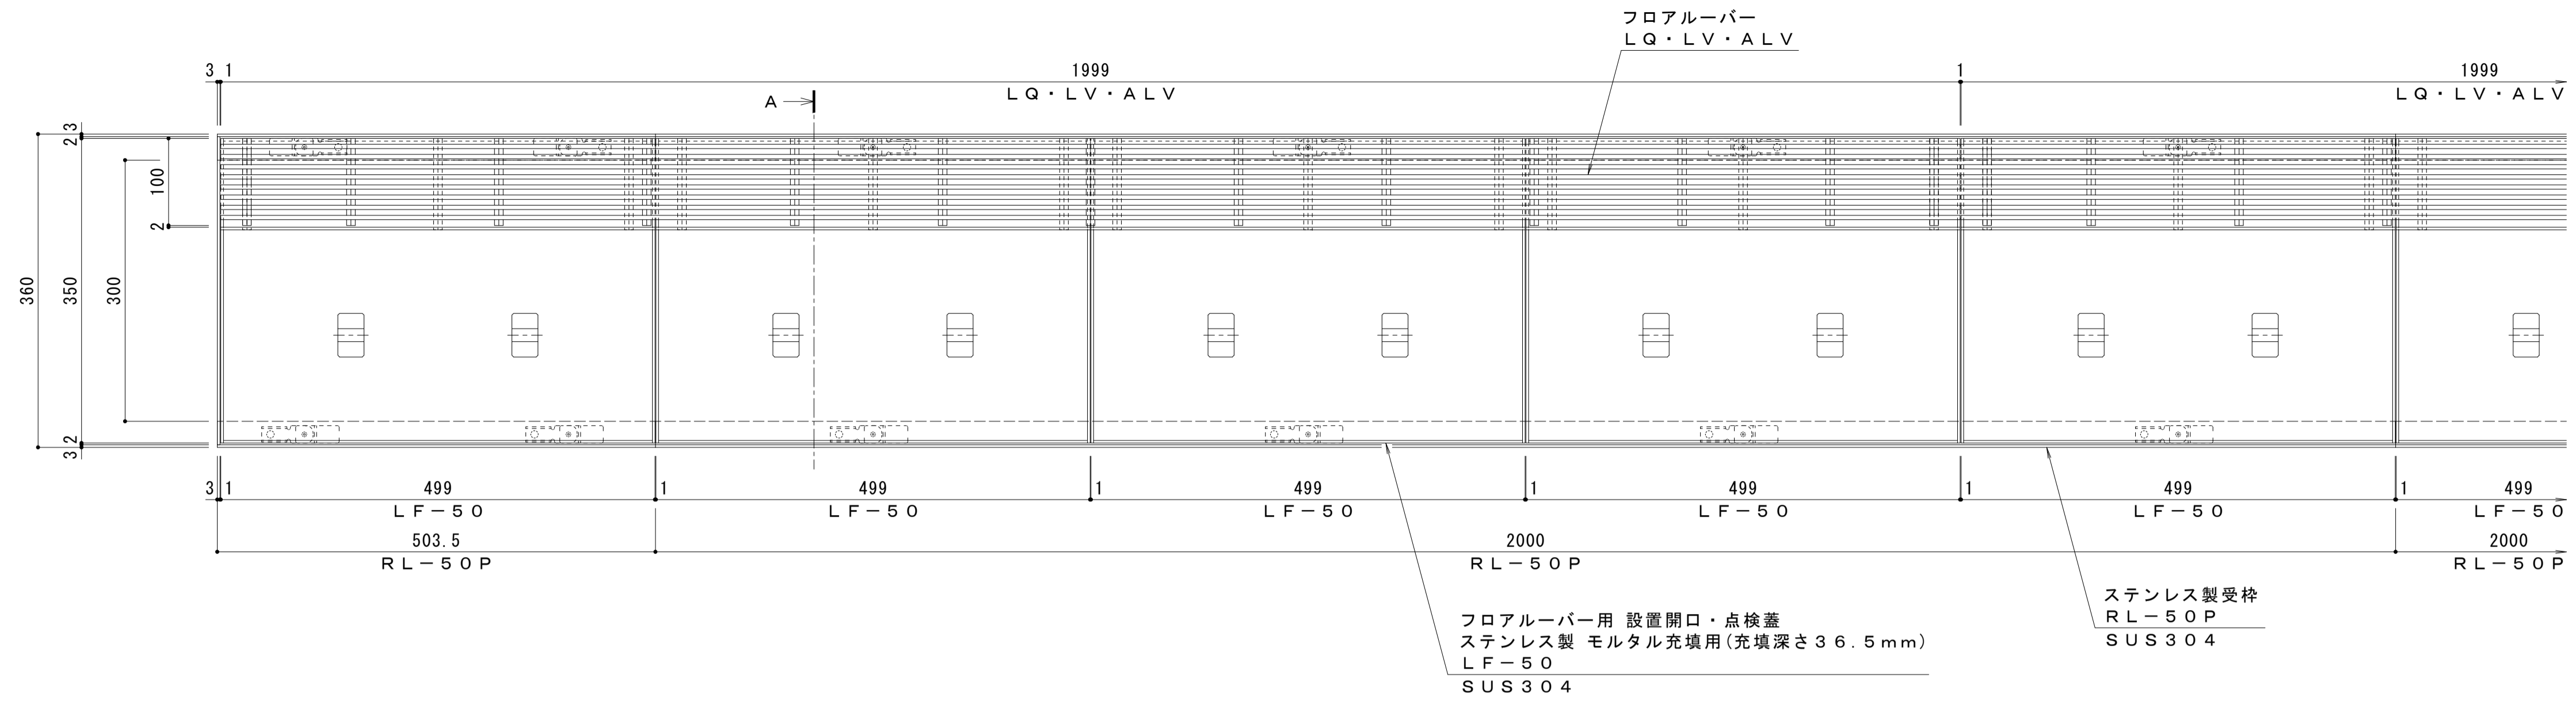 フロアルーバー
ＬＱ・ＬＶ・ＡＬＶ
3 1 1999 1 1999
ＬＱ・ＬＶ・ＡＬＶ ＬＱ・ＬＶ・ＡＬＶ
A
3
2
100
2
360
350
300
2
3
3 1 499 1 499 1 499 1 499 1 499 1 499
ＬＦ－５０ ＬＦ－５０ ＬＦ－５０ ＬＦ－５０ ＬＦ－５０ ＬＦ－５０
503.5 2000 2000
ＲＬ－５０Ｐ ＲＬ－５０Ｐ ＲＬ－５０Ｐ
フロアルーバー用 設置開口・点検蓋
ステンレス製 モルタル充填用(充填深さ３６.５ｍｍ)
ＬＦ－５０
ＳＵＳ３０４
ステンレス製受枠
ＲＬ－５０Ｐ
ＳＵＳ３０４